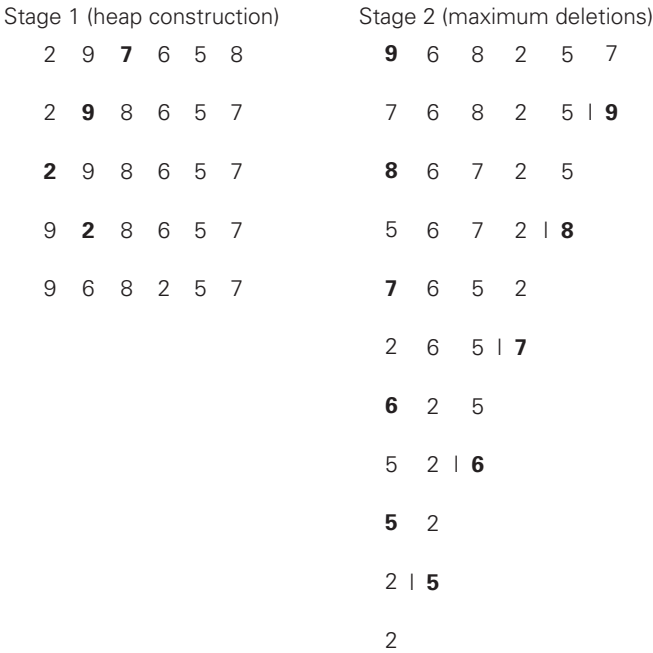 Stage 1 (heap construction)
2 9 7 6 5 8
2 9 8 6 5 7
2 9 8 6 5 7
9 2 8 6 5 7
9 6 8 2 5 7
Stage 2 (maximum deletions)
9 6 8 2 5 7
7 6 8 2 5 | 9
8 6 7 2 5
5 6 7 2 | 8
7 6 5 2
2 6 5 | 7
6 2 5
5 2 | 6
5 2
2 | 5
2